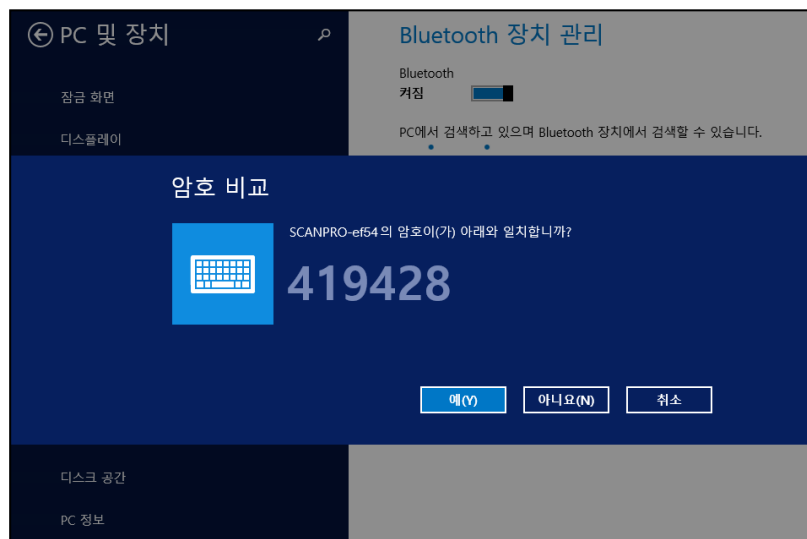 PC 및 장치
Bluetooth 장치 관리
잠금 화면
Bluetooth
켜짐
디스플레이
PC에서 검색하고 있으며 Bluetooth 장치에서 검색할 수 있습니다.
암호 비교
SCANPRO-ef54의 암호이(가) 아래와 일치합니까?
419428
예(Y)
아니요(N)
취소
디스크 공간
PC 정보